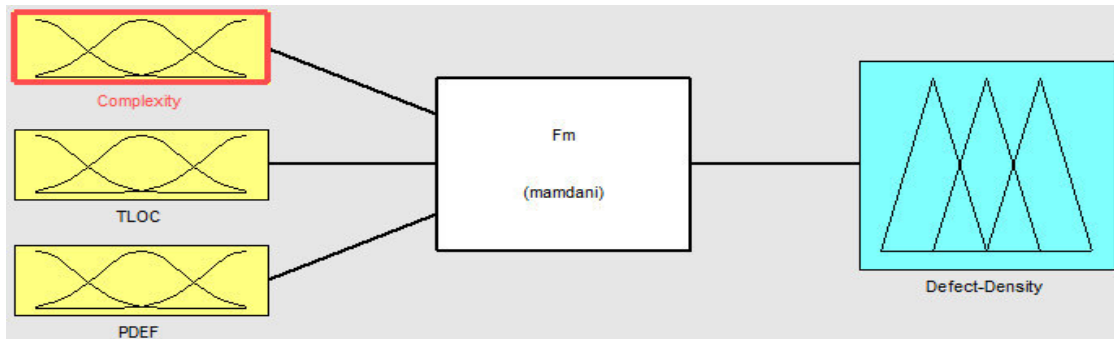 Complexity
TLOC
PDEF
Fm
(mamdani)
Defect-Density